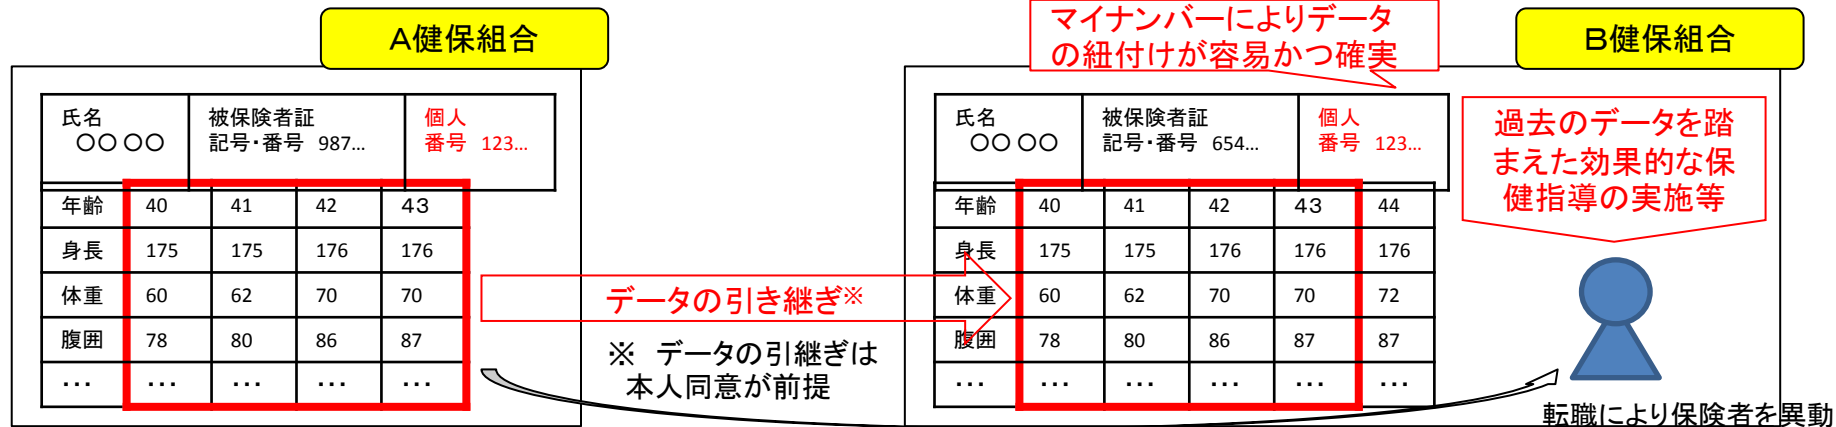 A健保組合
氏名
○○ ○○
被保険者証
記号・番号 987...
個人
番号 123...
年齢 40 41 42 43
身長 175 175 176 176
体重 60 62 70 70
腹囲 78 80 86 87
… … … … …
データの引き継ぎ※
※ データの引継ぎは
本人同意が前提
マイナンバーによりデータ
の紐付けが容易かつ確実
B健保組合
氏名
○○ ○○
被保険者証
記号・番号 654...
個人
番号 123...
年齢 40 41 42 43 44
身長 175 175 176 176 176
体重 60 62 70 70 72
腹囲 78 80 86 87 87
… … … … … …
過去のデータを踏
まえた効果的な保
健指導の実施等
転職により保険者を異動